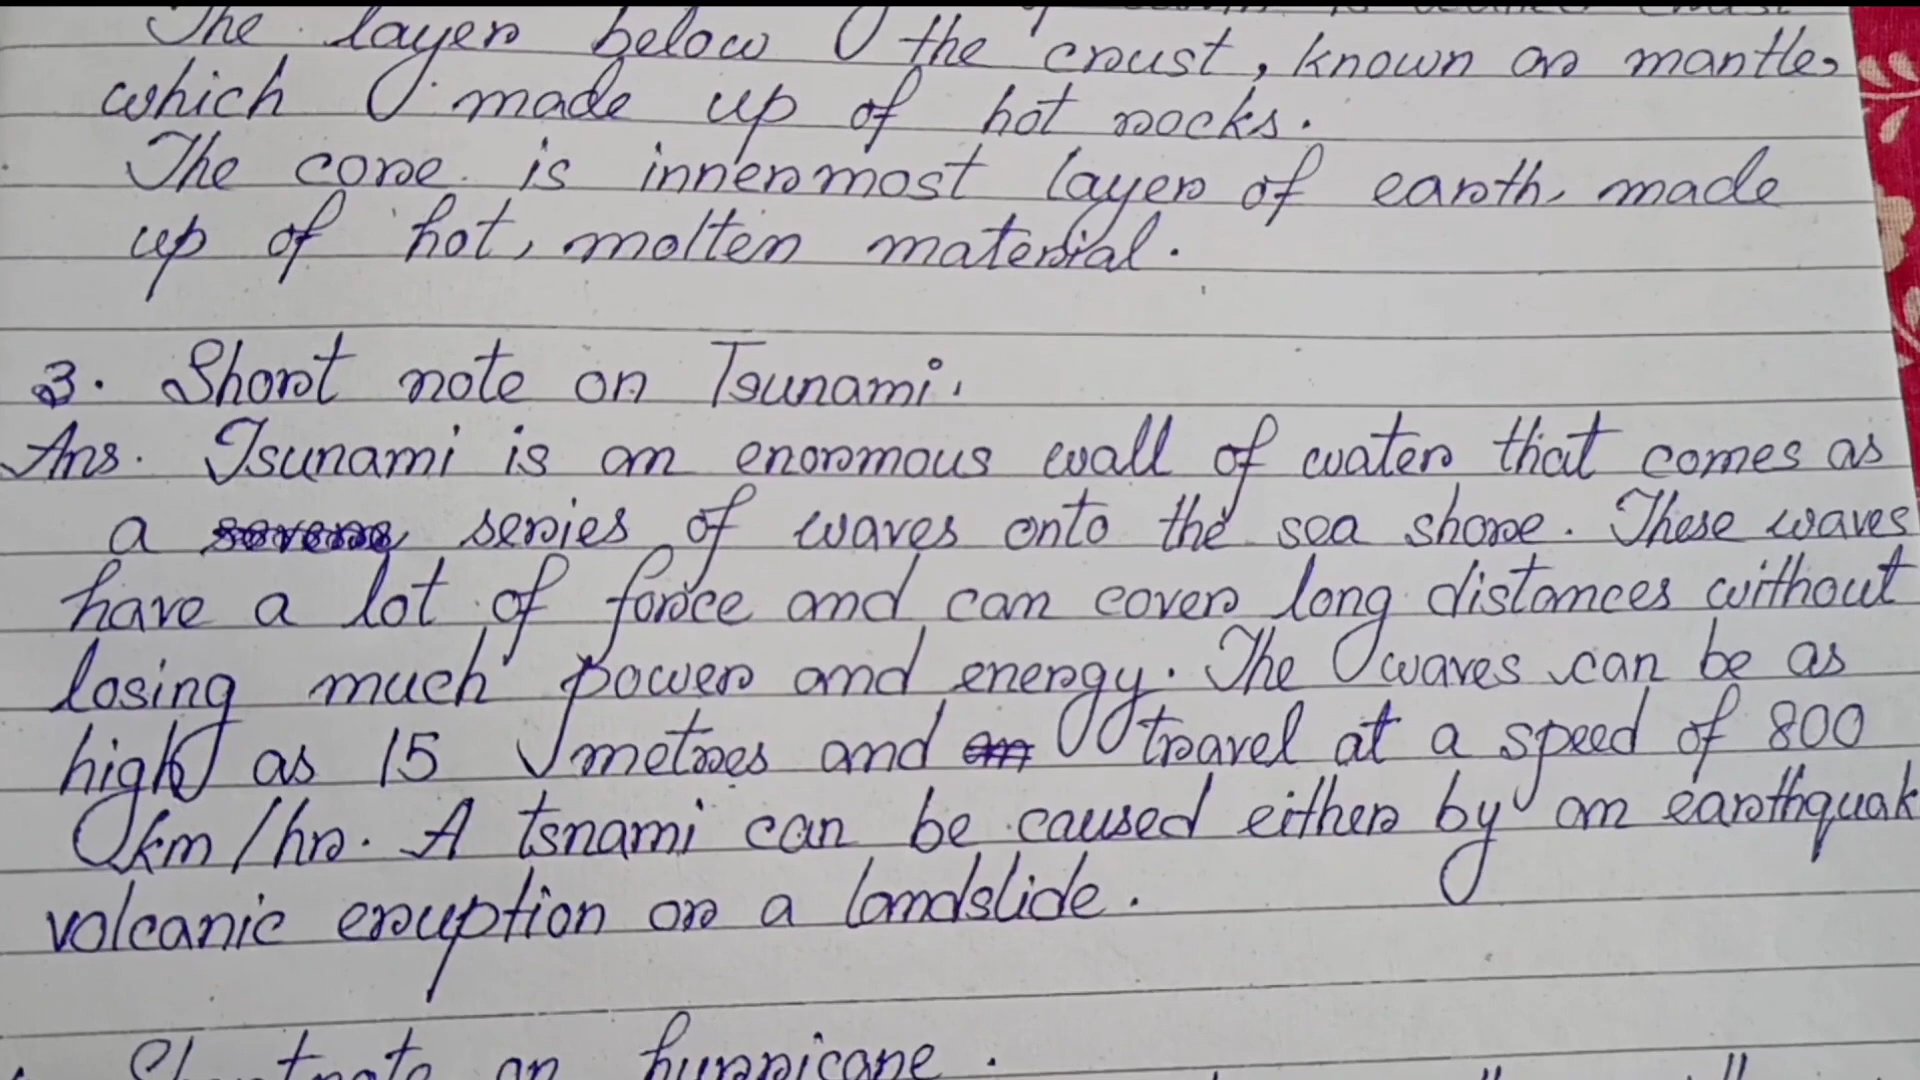 The layer below the crust, known as mantle,
which made up of hot rocks.
The core is innermost layer of earth, made
up of hot, molten material.
3. Short note on Tsunami.
Ans. Tsunami is an enormous wall of water that comes as
a series of waves onto the sea shore. These waves
have a lot of force and can cover long distances without
losing much power and energy. The waves can be as
high as 15 metres and travel at a speed of 800
km/hr. A tsnami can be caused either by an earthquak
volcanic eruption or a landslide.
Short note on hurricane.